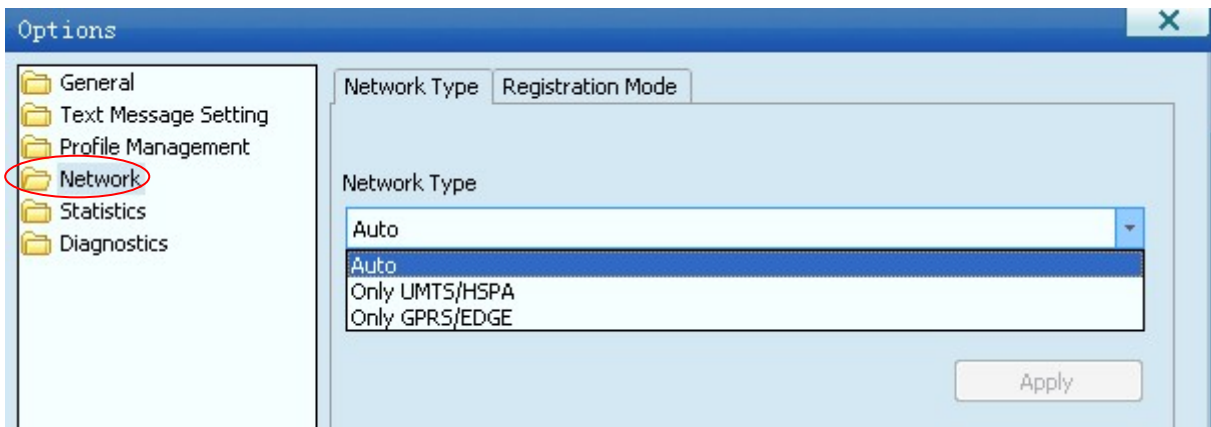 Options
General
Text Message Setting
Profile Management
Network
Statistics
Diagnostics
Network Type
Registration Mode
Network Type
Auto
Auto
Only UMTS/HSPA
Only GPRS/EDGE
Apply